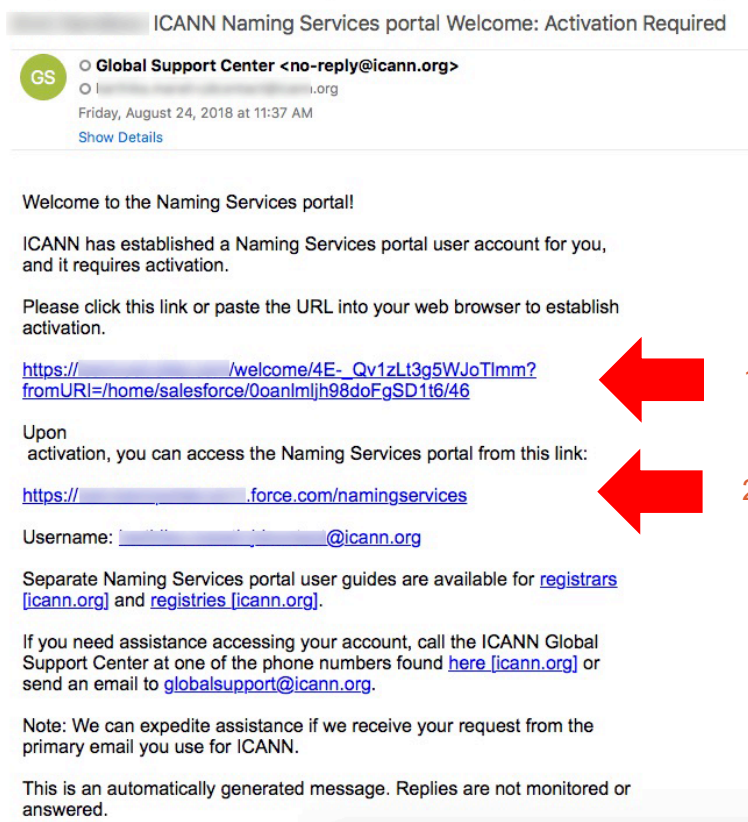 ICANN Naming Services portal Welcome: Activation Required
GS
Global Support Center <no-reply@icann.org>
.org
Friday, August 24, 2018 at 11:37 AM
Show Details
Welcome to the Naming Services portal!
ICANN has established a Naming Services portal user account for you,
and it requires activation.
Please click this link or paste the URL into your web browser to establish
activation.
https:// /welcome/4E-_Qv1zLt3g5WJoTlmm?
fromURI=/home/salesforce/0oanlmljh98doFgSD1t6/46
1
Upon
activation, you can access the Naming Services portal from this link:
https:// .force.com/namingservices
2
Username: @icann.org
Separate Naming Services portal user guides are available for registrars
[icann.org] and registries [icann.org].
If you need assistance accessing your account, call the ICANN Global
Support Center at one of the phone numbers found here [icann.org] or
send an email to globalsupport@icann.org.
Note: We can expedite assistance if we receive your request from the
primary email you use for ICANN.
This is an automatically generated message. Replies are not monitored or
answered.